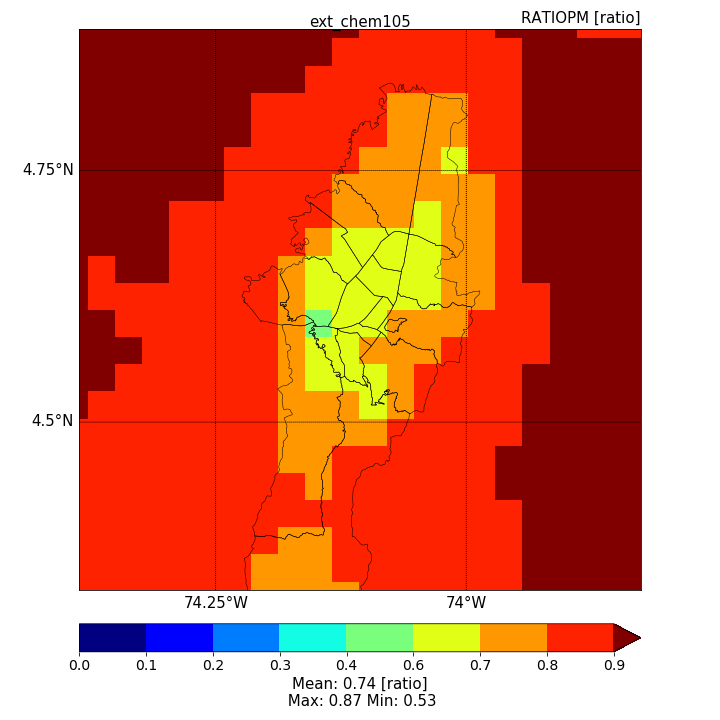 ext_chem105
RATIOPM [ratio]
4.75°N
4.5°N
74.25°W 74°W
0.0 0.1 0.2 0.3 0.4 0.6 0.7 0.8 0.9
Mean: 0.74 [ratio]
Max: 0.87 Min: 0.53